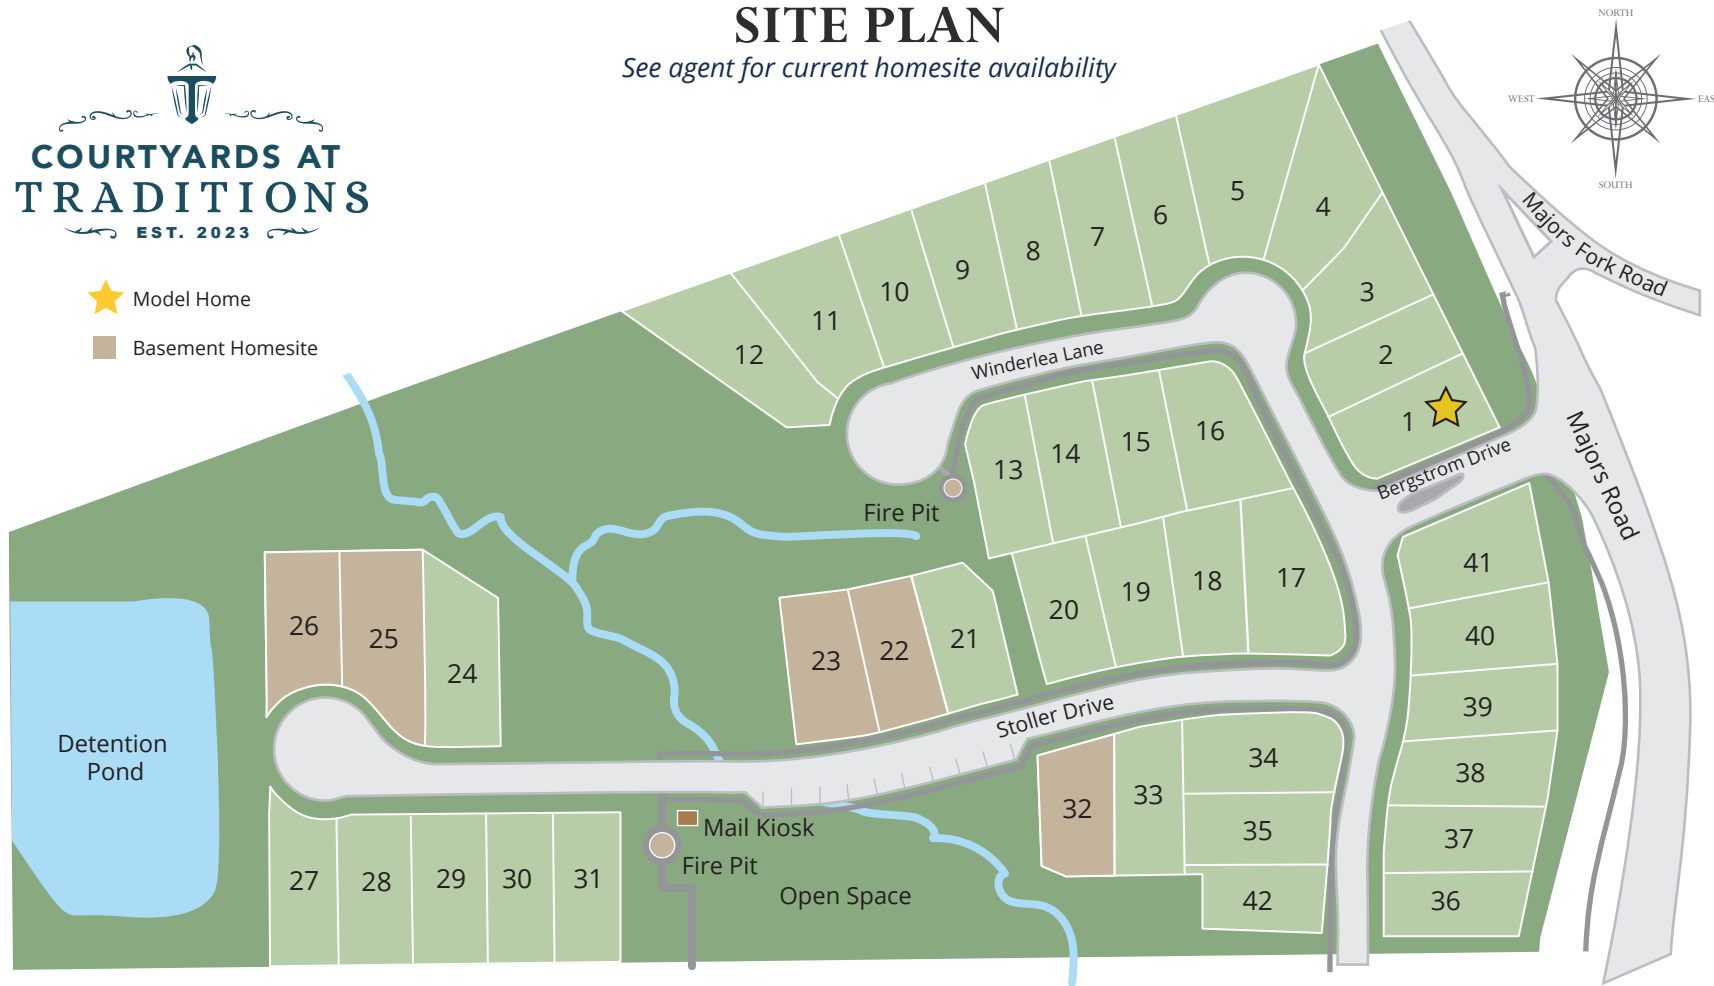 SITE PLAN
See agent for current homesite availability
COURTYARDS AT
TRADITIONS
EST. 2023
Model Home
Basement Homesite
NORTH
WEST
EAS
SOUTH
Majors Fork Road
Majors Road
Bergstrom Drive
Winderlea Lane
Stoller Drive
Fire Pit
Detention
Pond
Mail Kiosk
Fire Pit
Open Space
1
2
3
4
5
6
7
8
9
10
11
12
13
14
15
16
17
18
19
20
21
22
23
24
25
26
27
28
29
30
31
32
33
34
35
42
41
40
39
38
37
36